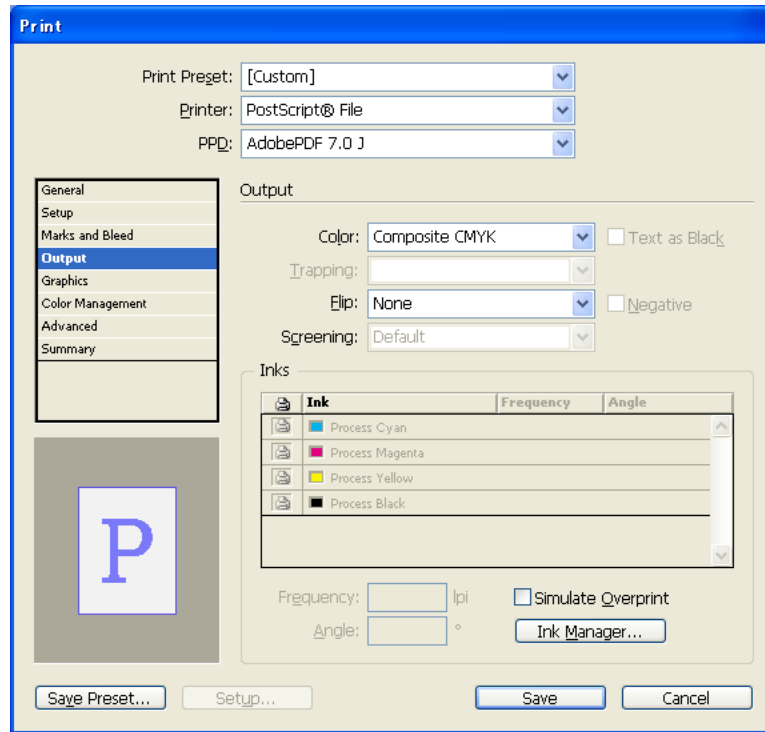 Print
Print Preset: [Custom]
Printer: PostScript® File
PPD: AdobePDF 7.0 J
General
Setup
Marks and Bleed
Output
Graphics
Color Management
Advanced
Summary
Output
Color: Composite CMYK Text as Black
Trapping:
Flip: None Negative
Screening: Default
Inks
Ink Frequency Angle
Process Cyan
Process Magenta
Process Yellow
Process Black
Frequency: lpi Simulate Overprint
Angle: ° Ink Manager...
P
Save Preset... Setup... Save Cancel